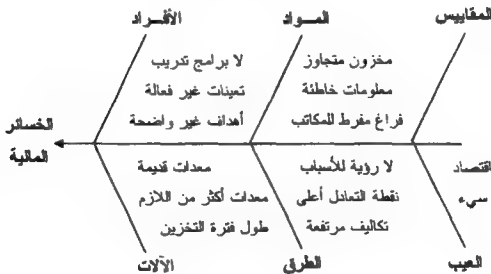 المقاييس
المـــواد
الأفـــراد
مخزون متجاوز
معلومات خاطئة
فراغ مفرط للمكاتب
لا برامج تدريب
تعينات غير فعالة
أهداف غير واضحة
الخسائر
المالية
اقتصاد
سيء
لا رؤية للأسباب
نقطة التعادل أعلى
تكاليف مرتفعة
معدات قديمة
معدات أكثر من اللازم
طول فترة التخزين
العيب
الطرق
الآلات